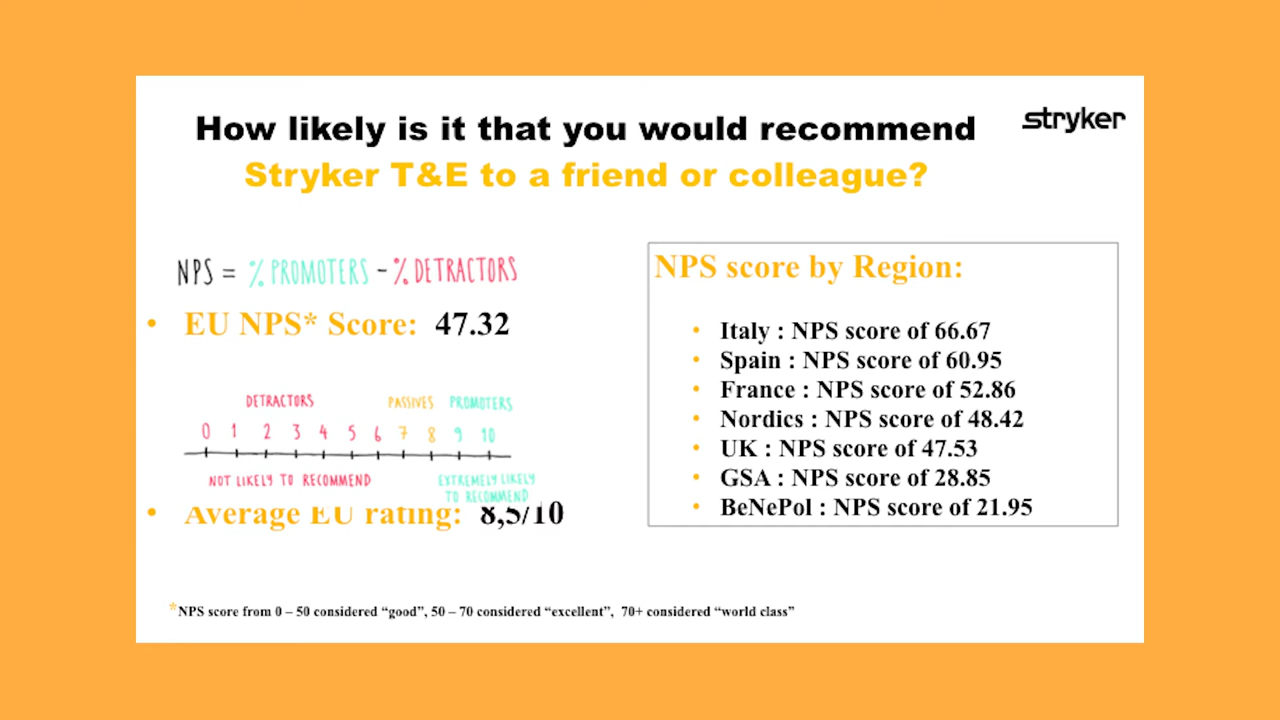 How likely is it that you would recommend
Stryker T&E to a friend or colleague?
stryker
NPS = % PROMOTERS - % DETRACTORS
• EU NPS* Score: 47.32
DETRACTORS PASSIVES PROMOTERS
0 1 2 3 4 5 6 7 8 9 10
NOT LIKELY TO RECOMMEND
EXTREMELY LIKELY
TO RECOMMEND
• Average EU rating: 8,5/10
NPS score by Region:
• Italy : NPS score of 66.67
• Spain : NPS score of 60.95
• France : NPS score of 52.86
• Nordics : NPS score of 48.42
• UK : NPS score of 47.53
• GSA : NPS score of 28.85
• BeNePol : NPS score of 21.95
*NPS score from 0 – 50 considered “good”, 50 – 70 considered “excellent”, 70+ considered “world class”